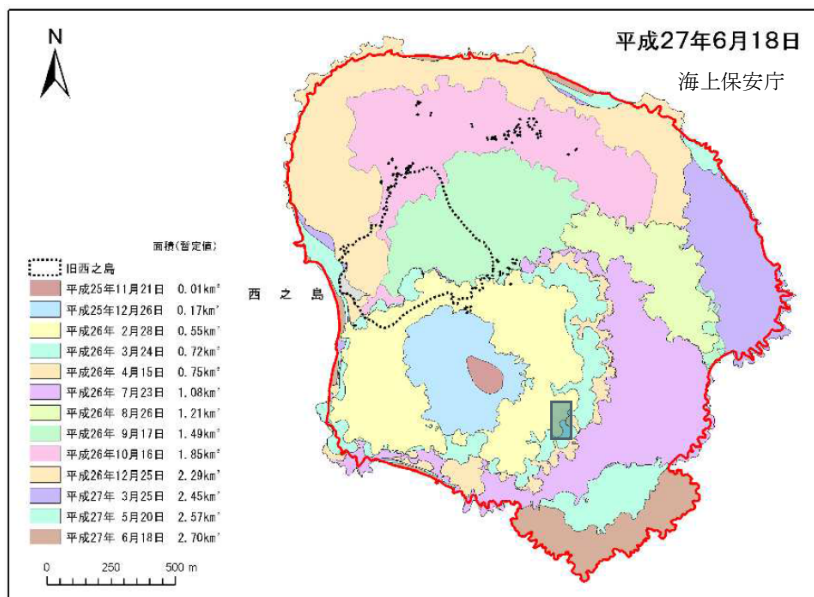 N
平成27年6月18日
海上保安庁
面積(暫定値)
旧西之島
西 之 島
平成25年11月21日 0.01km²
平成25年12月26日 0.17km²
平成26年 2月28日 0.55km²
平成26年 3月24日 0.72km²
平成26年 4月15日 0.75km²
平成26年 7月23日 1.08km²
平成26年 8月26日 1.21km²
平成26年 9月17日 1.49km²
平成26年10月16日 1.85km²
平成26年12月25日 2.29km²
平成27年 3月25日 2.45km²
平成27年 5月20日 2.57km²
平成27年 6月18日 2.70km²
0 250 500 m